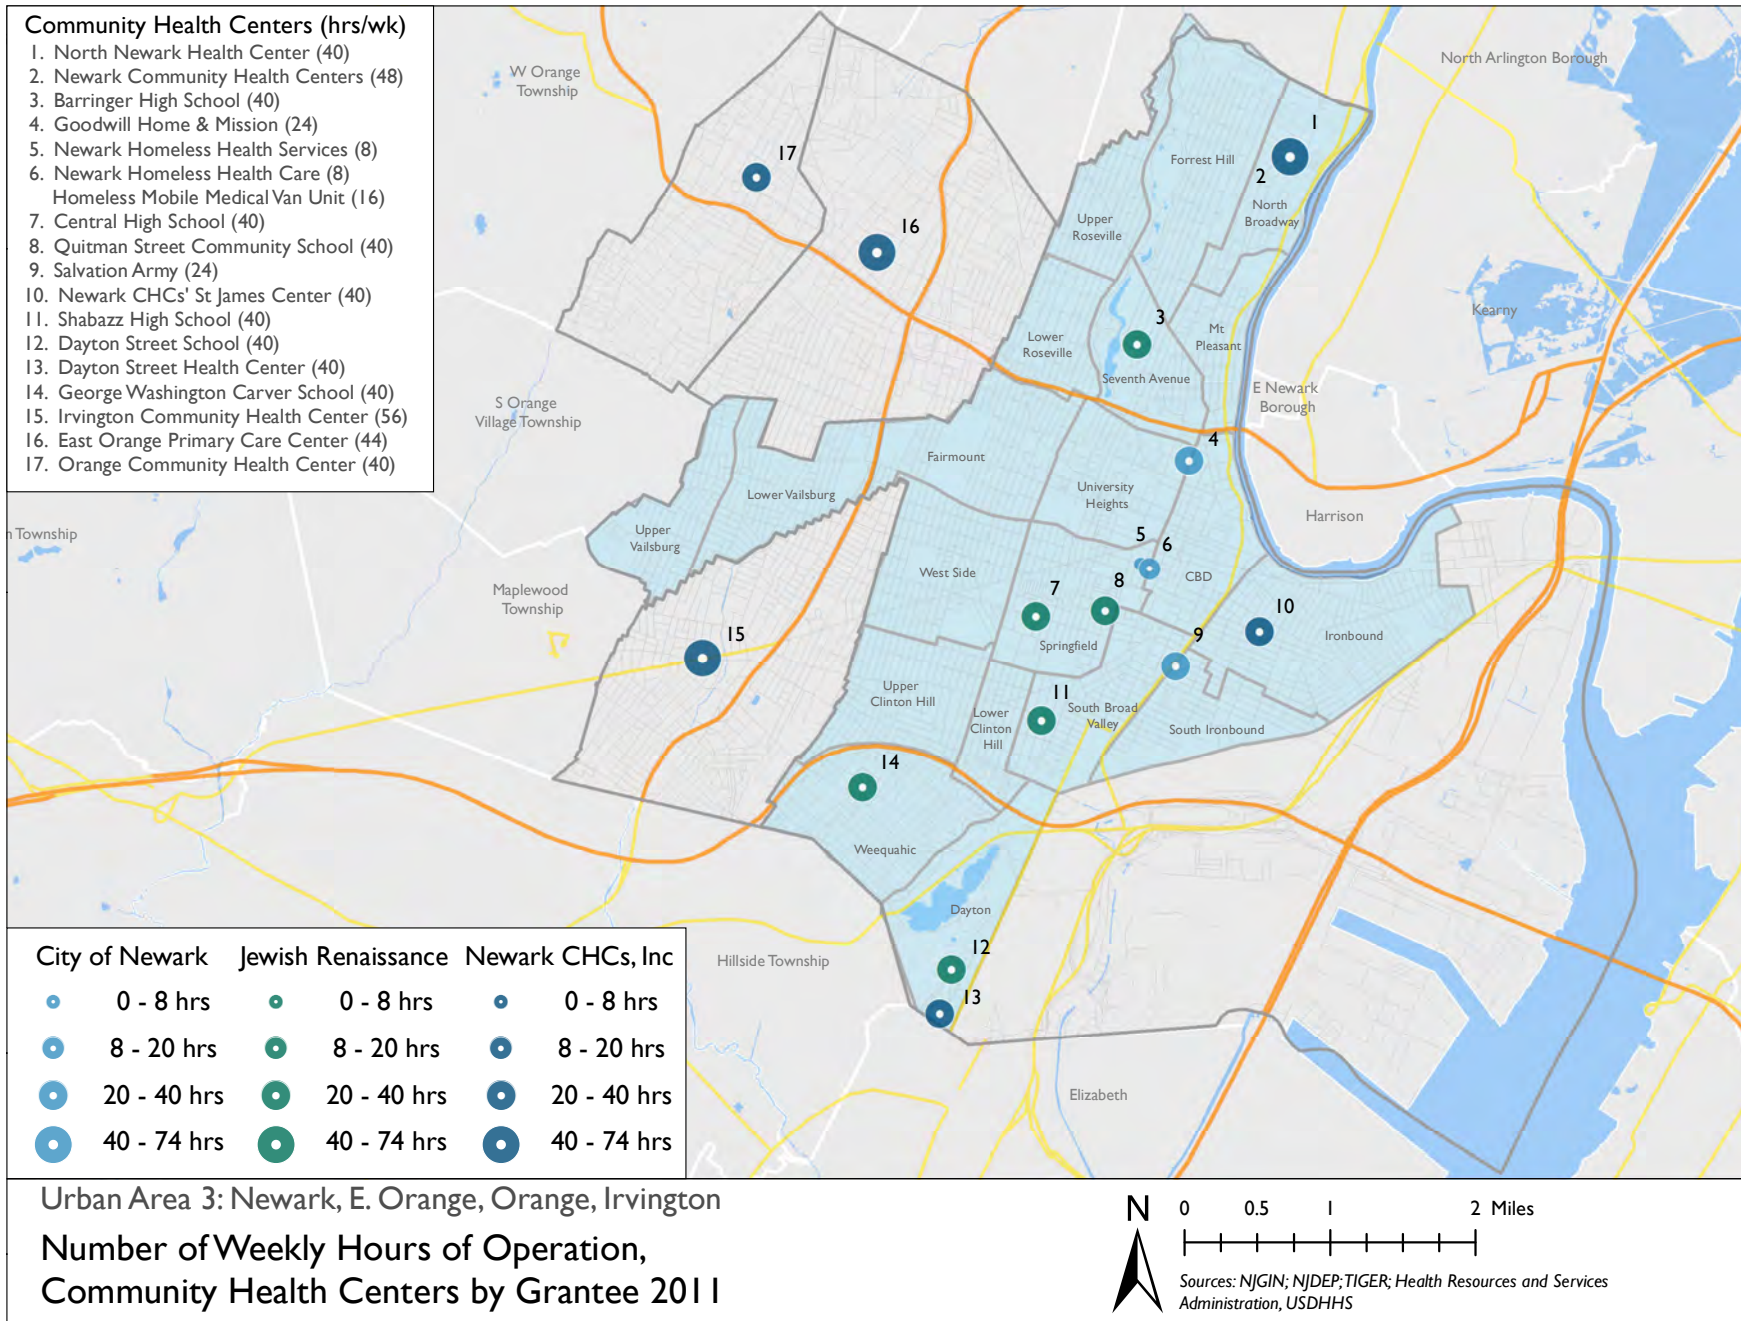 Community Health Centers (hrs/wk)
1. North Newark Health Center (40)
2. Newark Community Health Centers (48)
3. Barringer High School (40)
4. Goodwill Home & Mission (24)
5. Newark Homeless Health Services (8)
6. Newark Homeless Health Care (8)
Homeless Mobile Medical Van Unit (16)
7. Central High School (40)
8. Quitman Street Community School (40)
9. Salvation Army (24)
10. Newark CHCs' St James Center (40)
11. Shabazz High School (40)
12. Dayton Street School (40)
13. Dayton Street Health Center (40)
14. George Washington Carver School (40)
15. Irvington Community Health Center (56)
16. East Orange Primary Care Center (44)
17. Orange Community Health Center (40)
W Orange
Township
North Arlington Borough
1
17
Forrest Hill
2
North
Broadway
Upper
Roseville
16
3
Kearny
Mt
Pleasant
Lower
Roseville
Seventh Avenue
E Newark
Borough
S Orange
Village Township
4
Fairmount
University
Heights
Lower Vailsburg
Harrison
n Township
Upper
Vailsburg
5
6
West Side
CBD
Maplewood
Township
7
8
10
15
9
Ironbound
Springfield
Upper
Clinton Hill
11
South Broad
Valley
Lower
Clinton
Hill
South Ironbound
14
Weequahic
Dayton
12
Hillside Township
13
Elizabeth
City of Newark Jewish Renaissance Newark CHCs, Inc
0 - 8 hrs 0 - 8 hrs 0 - 8 hrs
8 - 20 hrs 8 - 20 hrs 8 - 20 hrs
20 - 40 hrs 20 - 40 hrs 20 - 40 hrs
40 - 74 hrs 40 - 74 hrs 40 - 74 hrs
Urban Area 3: Newark, E. Orange, Orange, Irvington
Number of Weekly Hours of Operation,
Community Health Centers by Grantee 2011
N
0 0.5 1 2 Miles
Sources: NJGIN; NJDEP; TIGER; Health Resources and Services
Administration, USDHHS